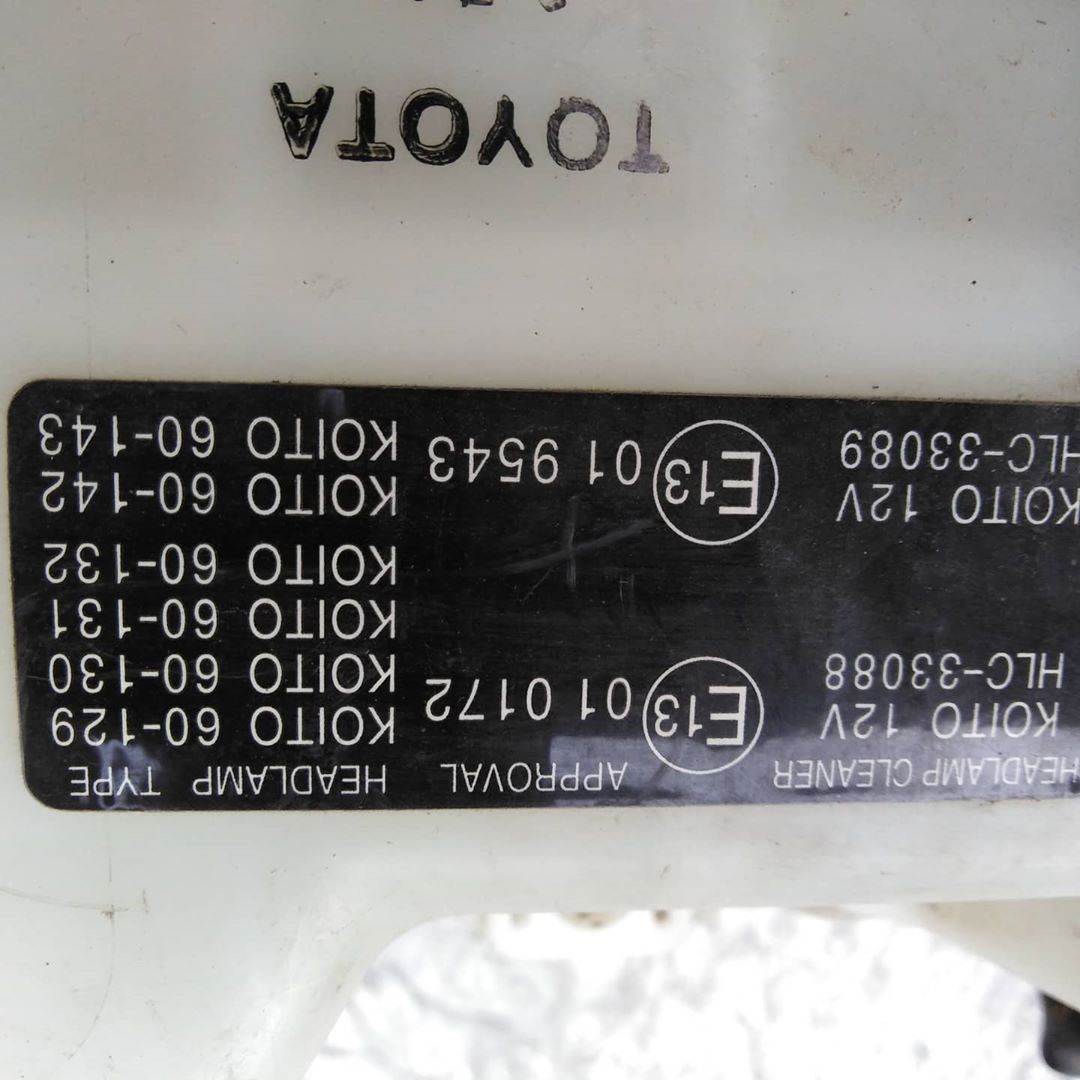 HEADLAMP CLEANER APPROVAL HEADLAMP TYPE
KOITO 12V E13 01 0172 KOITO 60-129
HLC-33088 KOITO 60-130
KOITO 60-131
KOITO 60-132
KOITO 12V E13 01 9543 KOITO 60-142
HLC-33089 KOITO 60-143
TOYOTA